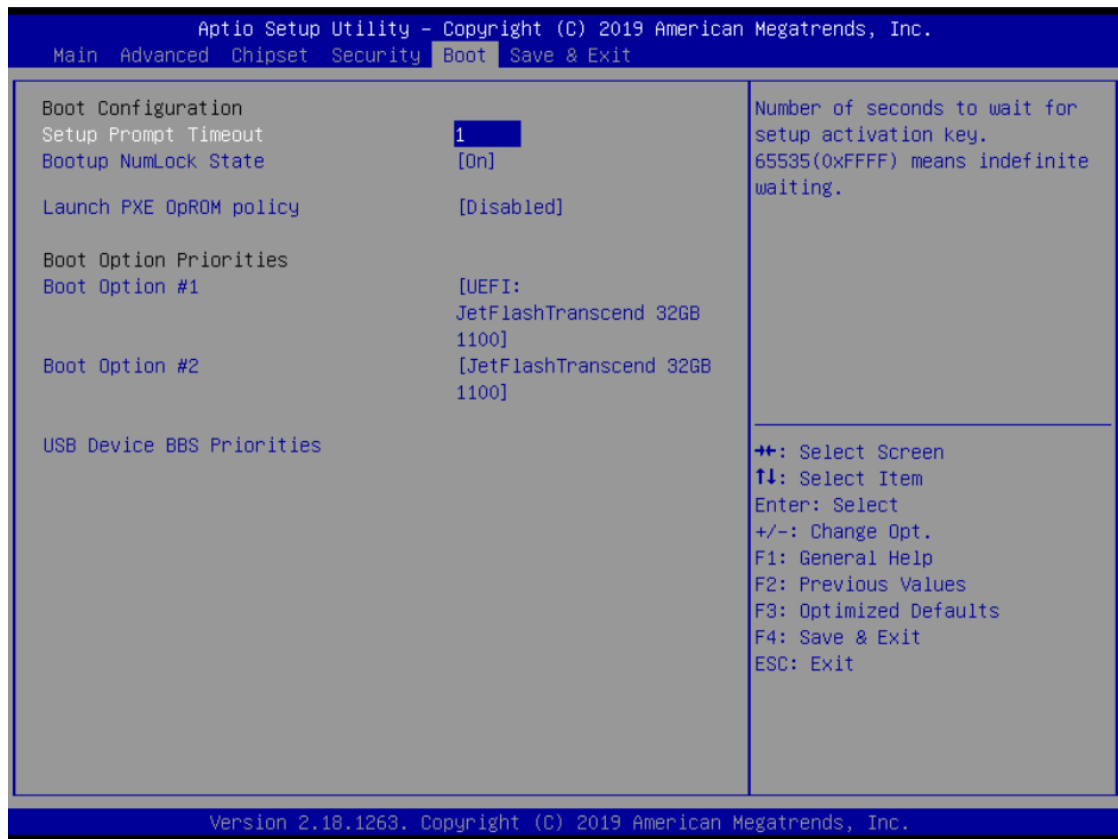 Aptio Setup Utility – Copyright (C) 2019 American Megatrends, Inc.
Main Advanced Chipset Security Boot Save & Exit
Boot Configuration
Setup Prompt Timeout 1
Bootup NumLock State [On]
Launch PXE OpROM policy [Disabled]
Boot Option Priorities
Boot Option #1 [UEFI:
JetFlashTranscend 32GB
1100]
Boot Option #2 [JetFlashTranscend 32GB
1100]
USB Device BBS Priorities
Number of seconds to wait for
setup activation key.
65535(0xFFFF) means indefinite
waiting.
→←: Select Screen
↑↓: Select Item
Enter: Select
+/-: Change Opt.
F1: General Help
F2: Previous Values
F3: Optimized Defaults
F4: Save & Exit
ESC: Exit
Version 2.18.1263. Copyright (C) 2019 American Megatrends, Inc.